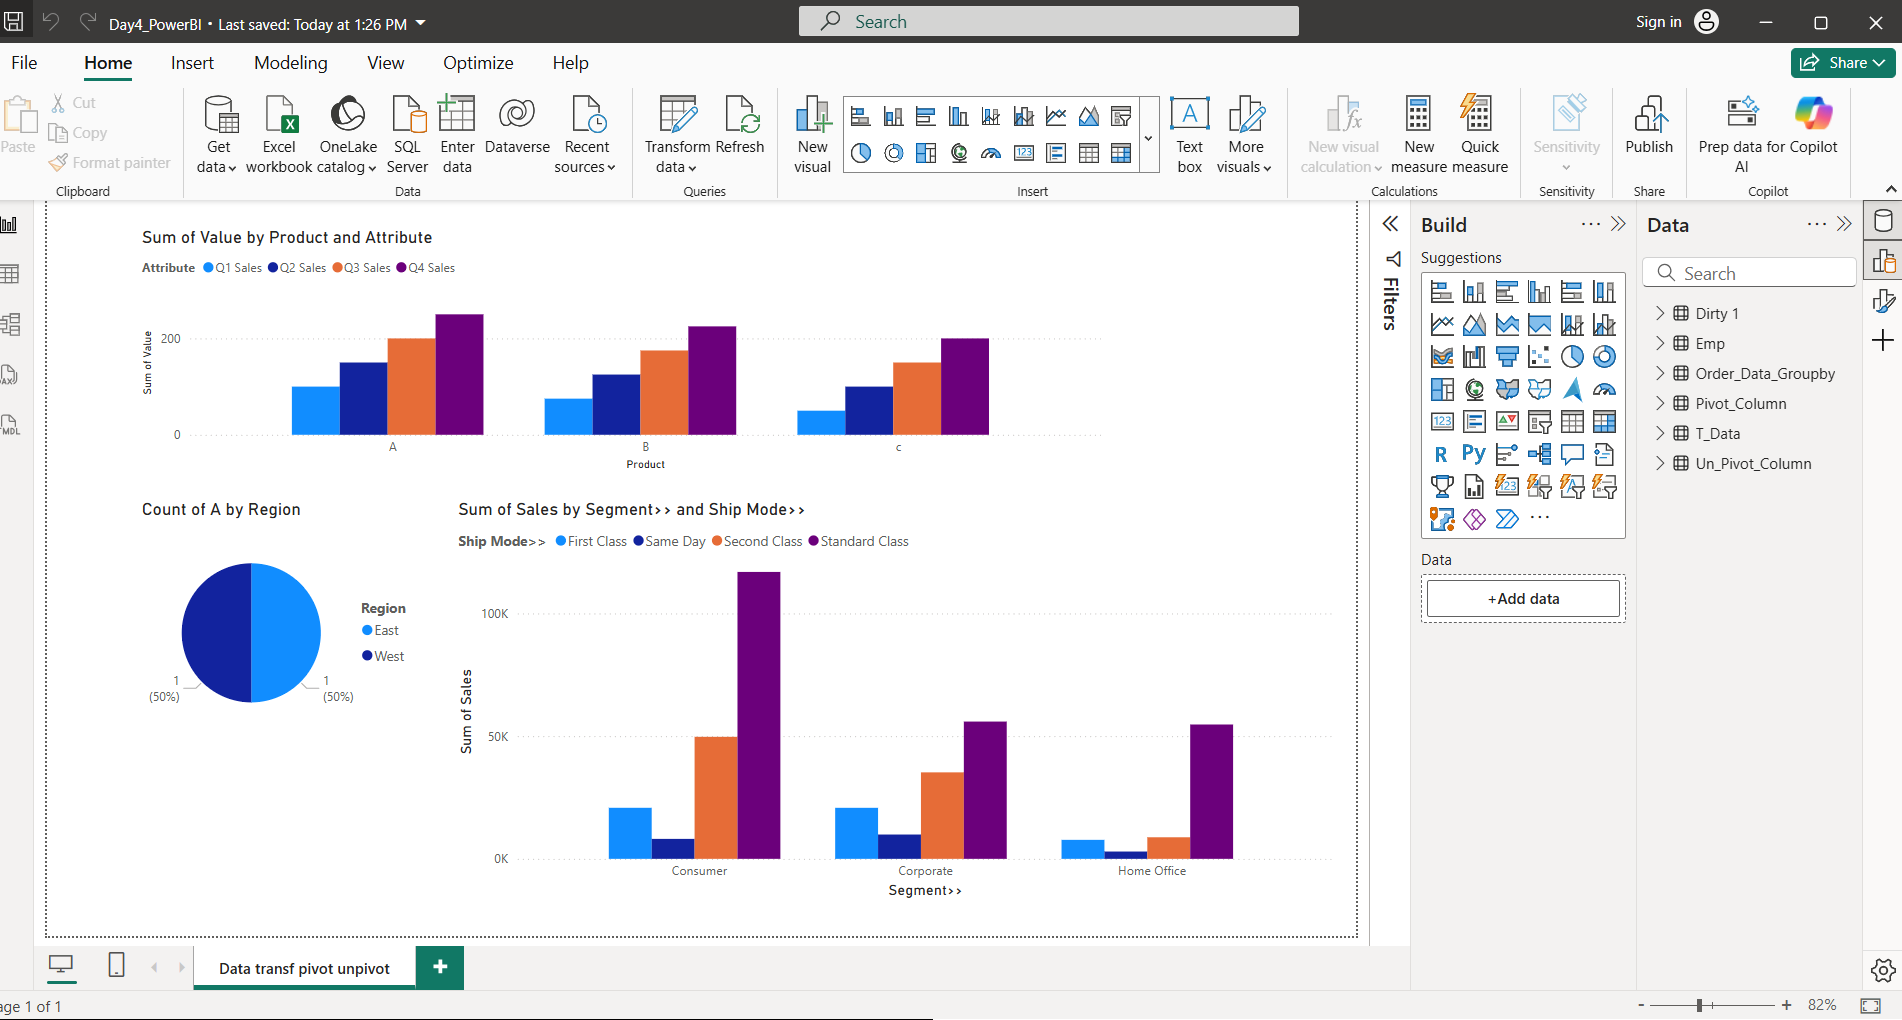 Day4_PowerBI • Last saved: Today at 1:26 PM
Search
Sign in
File Home Insert Modeling View Optimize Help
Share
Paste
Cut
Copy
Format painter
Clipboard
Get data
Excel workbook
OneLake catalog
SQL Server
Enter data
Dataverse
Recent sources
Data
Transform data
Refresh
Queries
New visual
Text box
More visuals
Insert
New visual calculation
New measure
Quick measure
Calculations
Sensitivity
Sensitivity
Publish
Share
Prep data for AI
Copilot
Copilot
Sum of Value by Product and Attribute
Attribute Q1 Sales Q2 Sales Q3 Sales Q4 Sales
Sum of Value
200
0
A B c
Product
Count of A by Region
1 (50%)
1 (50%)
Region
East
West
Sum of Sales by Segment>> and Ship Mode>>
Ship Mode>> First Class Same Day Second Class Standard Class
Sum of Sales
100K
50K
0K
Consumer Corporate Home Office
Segment>>
Filters
Build
Suggestions
R Py
123
Data
+Add data
Data
Search
Dirty 1
Emp
Order_Data_Groupby
Pivot_Column
T_Data
Un_Pivot_Column
Data transf pivot unpivot
age 1 of 1
- + 82%